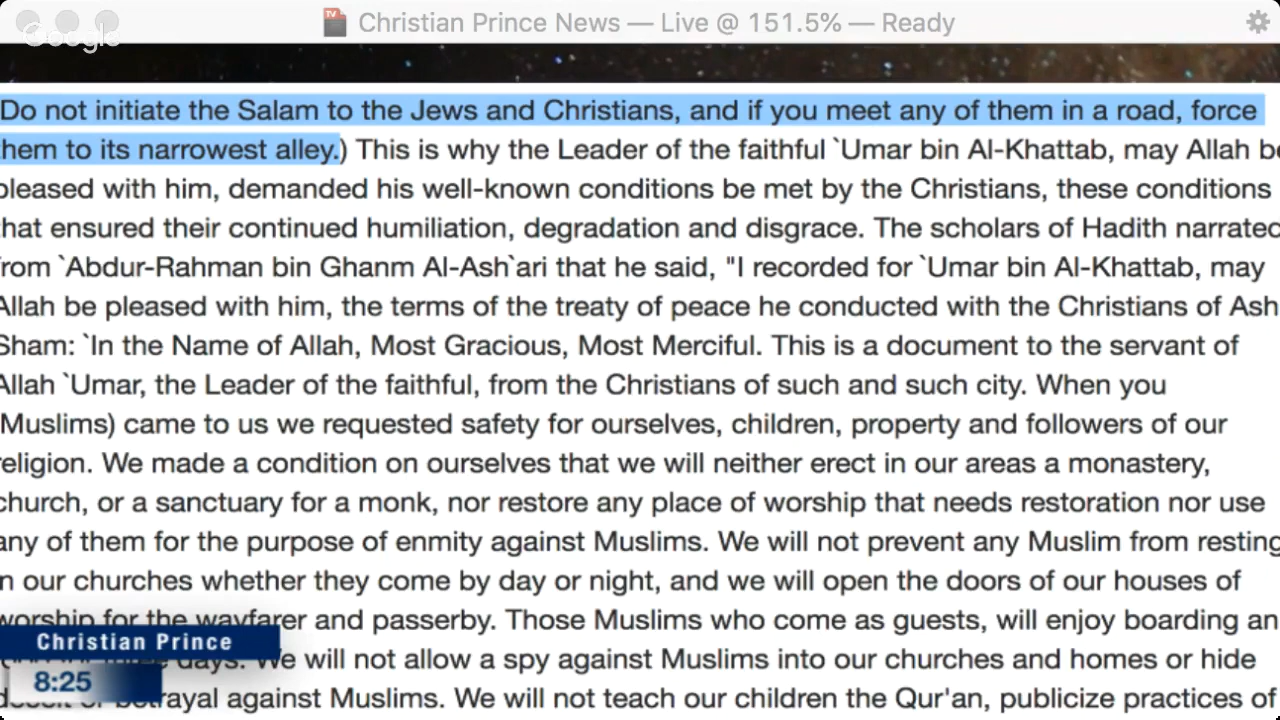 Google
TV
Christian Prince News — Live @ 151.5% — Ready
Do not initiate the Salam to the Jews and Christians, and if you meet any of them in a road, force
them to its narrowest alley.) This is why the Leader of the faithful `Umar bin Al-Khattab, may Allah be
pleased with him, demanded his well-known conditions be met by the Christians, these conditions
that ensured their continued humiliation, degradation and disgrace. The scholars of Hadith narrated
from `Abdur-Rahman bin Ghanm Al-Ash`ari that he said, "I recorded for `Umar bin Al-Khattab, may
Allah be pleased with him, the terms of the treaty of peace he conducted with the Christians of Ash
Sham: `In the Name of Allah, Most Gracious, Most Merciful. This is a document to the servant of
Allah `Umar, the Leader of the faithful, from the Christians of such and such city. When you
(Muslims) came to us we requested safety for ourselves, children, property and followers of our
religion. We made a condition on ourselves that we will neither erect in our areas a monastery,
church, or a sanctuary for a monk, nor restore any place of worship that needs restoration nor use
any of them for the purpose of enmity against Muslims. We will not prevent any Muslim from resting
in our churches whether they come by day or night, and we will open the doors of our houses of
worship for the wayfarer and passerby. Those Muslims who come as guests, will enjoy boarding an
days. We will not allow a spy against Muslims into our churches and homes or hide
betrayal against Muslims. We will not teach our children the Qur'an, publicize practices of
Christian Prince
8:25